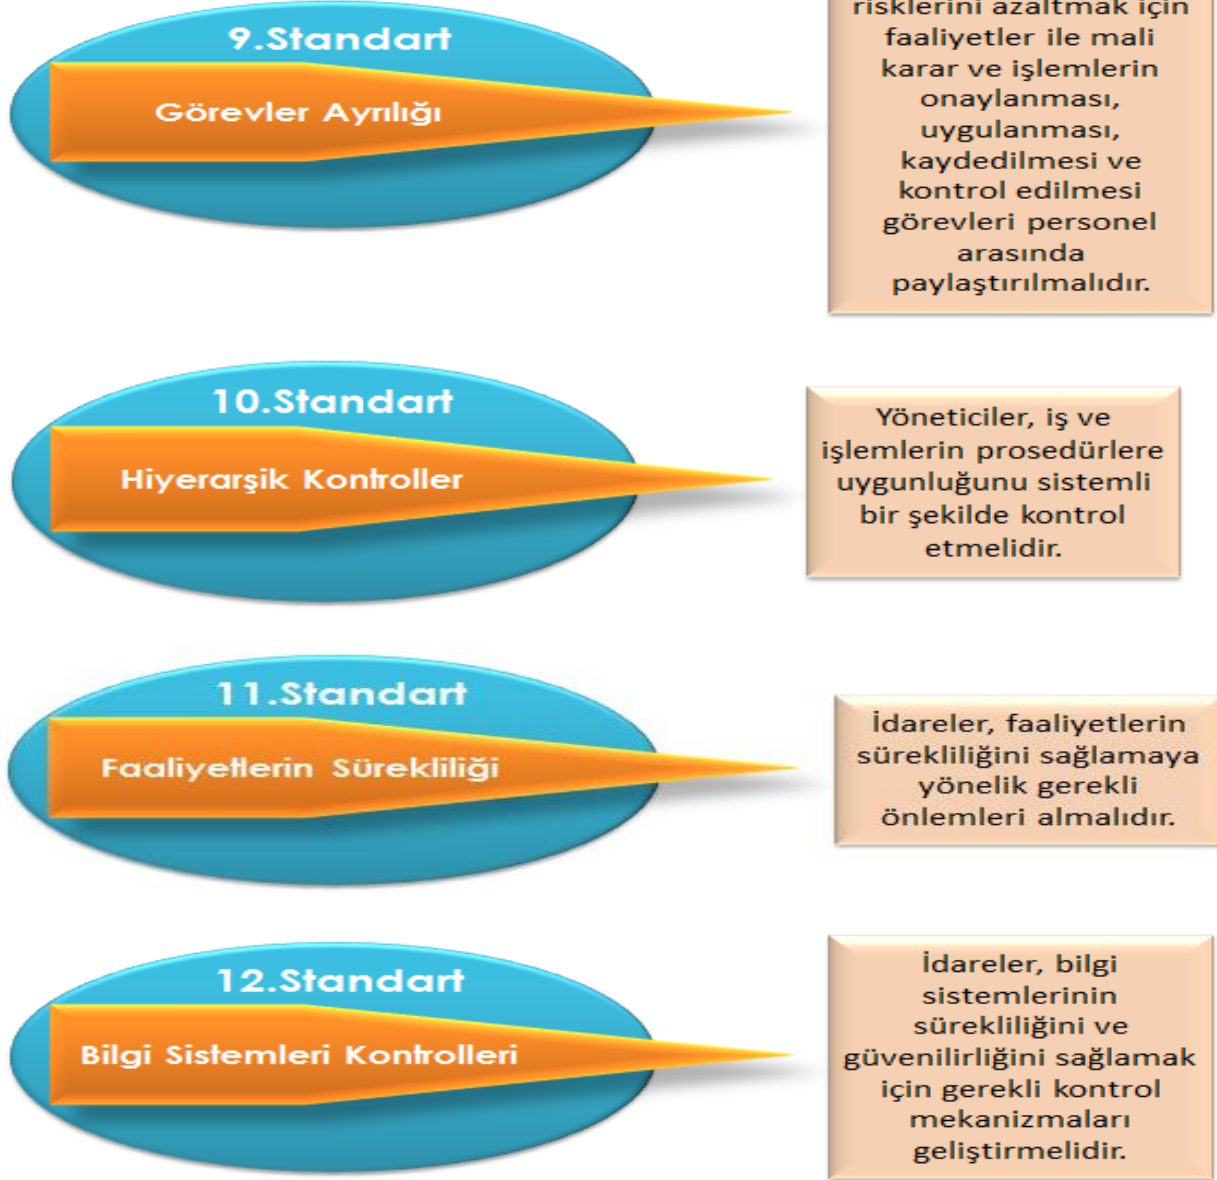 9.Standart
Görevler Ayrılığı
risklerini azaltmak için
faaliyetler ile mali
karar ve işlemlerin
onaylanması,
uygulanması,
kaydedilmesi ve
kontrol edilmesi
görevleri personel
arasında
paylaştırılmalıdır.
10.Standart
Hiyerarşik Kontroller
Yöneticiler, iş ve
işlemlerin prosedürlere
uygunluğunu sistemli
bir şekilde kontrol
etmelidir.
11.Standart
Faaliyetlerin Sürekliliği
İdareler, faaliyetlerin
sürekliliğini sağlamaya
yönelik gerekli
önlemleri almalıdır.
12.Standart
Bilgi Sistemleri Kontrolleri
İdareler, bilgi
sistemlerinin
sürekliliğini ve
güvenilirliğini sağlamak
için gerekli kontrol
mekanizmaları
geliştirmelidir.